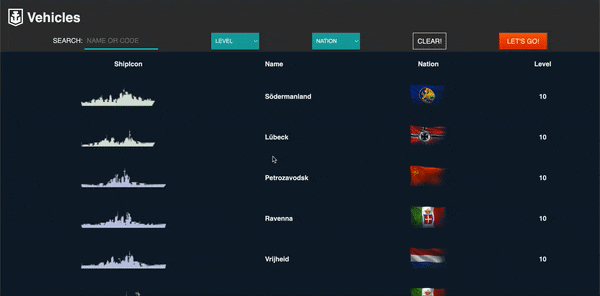 Vehicles
SEARCH: NAME OR CODE LEVEL NATION CLEAR! LET'S GO!
ShipIcon Name Nation Level
Södermanland 10
Lübeck 10
Petrozavodsk 10
Ravenna 10
Vrijheid 10